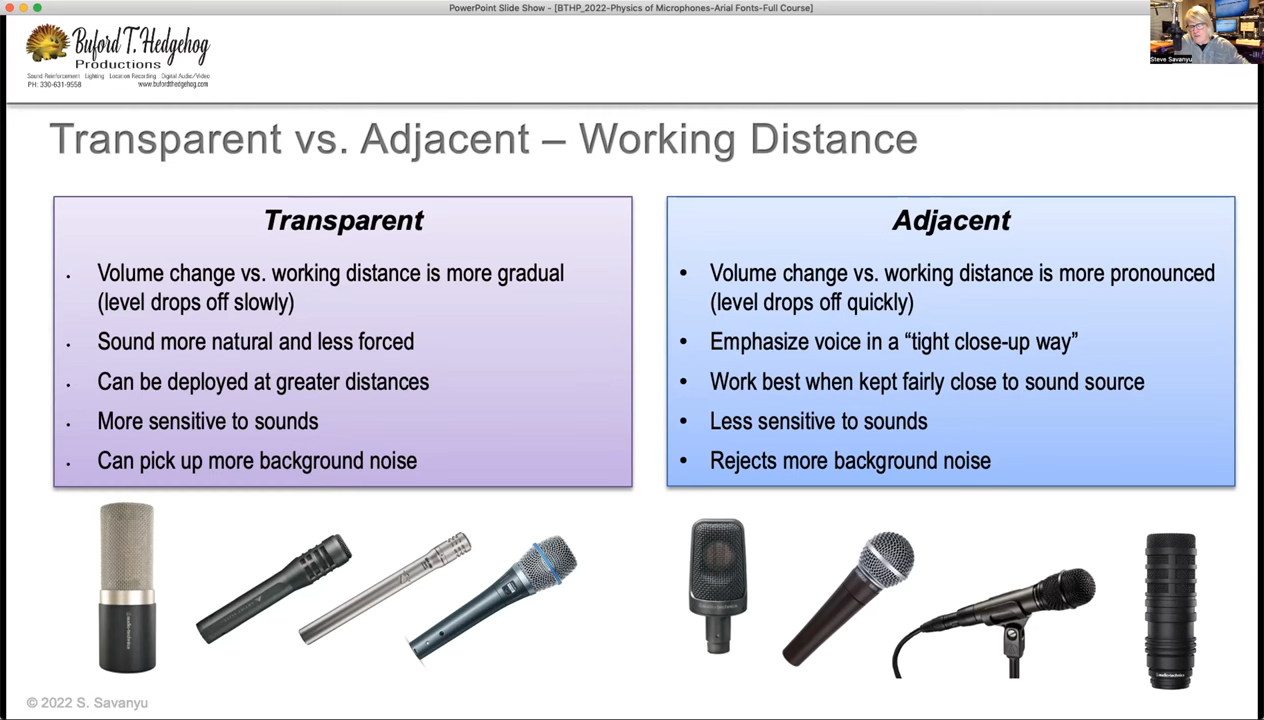 PowerPoint Slide Show - [BTHP_2022-Physics of Microphones-Arial Fonts-Full Course]
Buford T. Hedgehog
Productions
Sound Reinforcement Lighting Location Recording Digital Audio/Video
PH: 330-631-9558 www.bufordthedgehog.com
Steve Savanyu
Transparent vs. Adjacent – Working Distance
Transparent
• Volume change vs. working distance is more gradual
(level drops off slowly)
• Sound more natural and less forced
• Can be deployed at greater distances
• More sensitive to sounds
• Can pick up more background noise
Adjacent
• Volume change vs. working distance is more pronounced
(level drops off quickly)
• Emphasize voice in a “tight close-up way”
• Work best when kept fairly close to sound source
• Less sensitive to sounds
• Rejects more background noise
audio-technica
© 2022 S. Savanyu